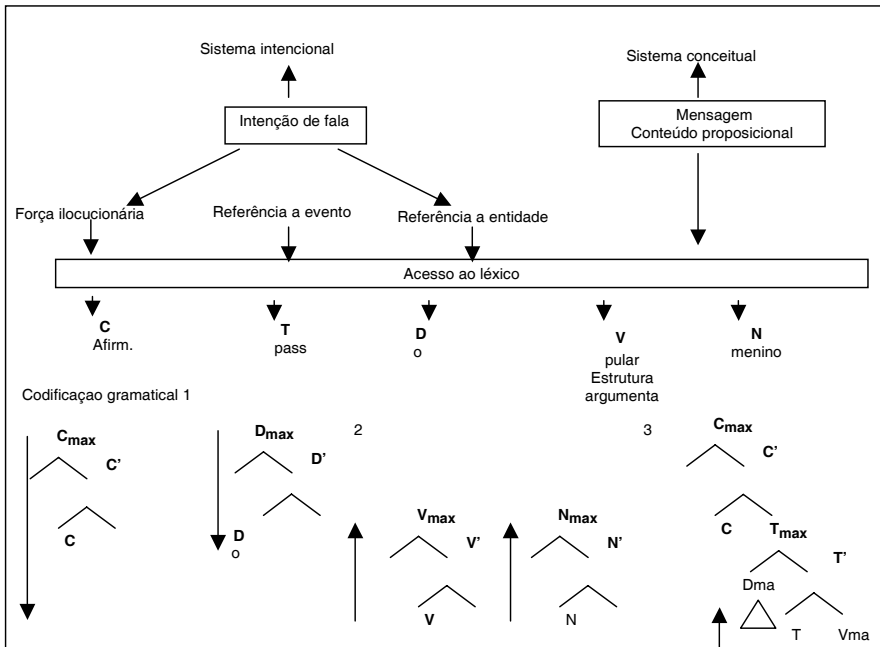 Sistema intencional
Sistema conceitual
Intenção de fala
Mensagem
Conteúdo proposicional
Força ilocucionária
Referência a evento
Referência a entidade
Acesso ao léxico
C
Afirm.
T
pass
D
o
V
pular
Estrutura
argumenta
N
menino
Codificaçao gramatical 1
Cmax
C'
C
Dmax
D'
D
o
2
Vmax
V'
V
Nmax
N'
N
3
Cmax
C'
C Tmax
T'
Dma
T Vma